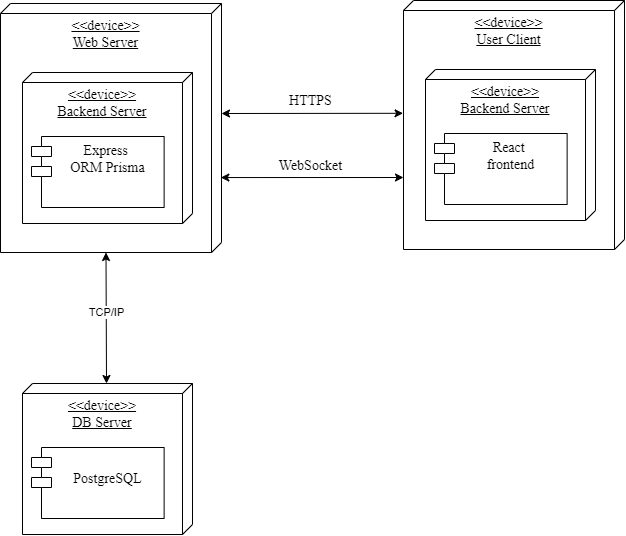 <<device>>
Web Server
<<device>>
Backend Server
Express
ORM Prisma
HTTPS
WebSocket
<<device>>
User Client
<<device>>
Backend Server
React
frontend
TCP/IP
<<device>>
DB Server
PostgreSQL